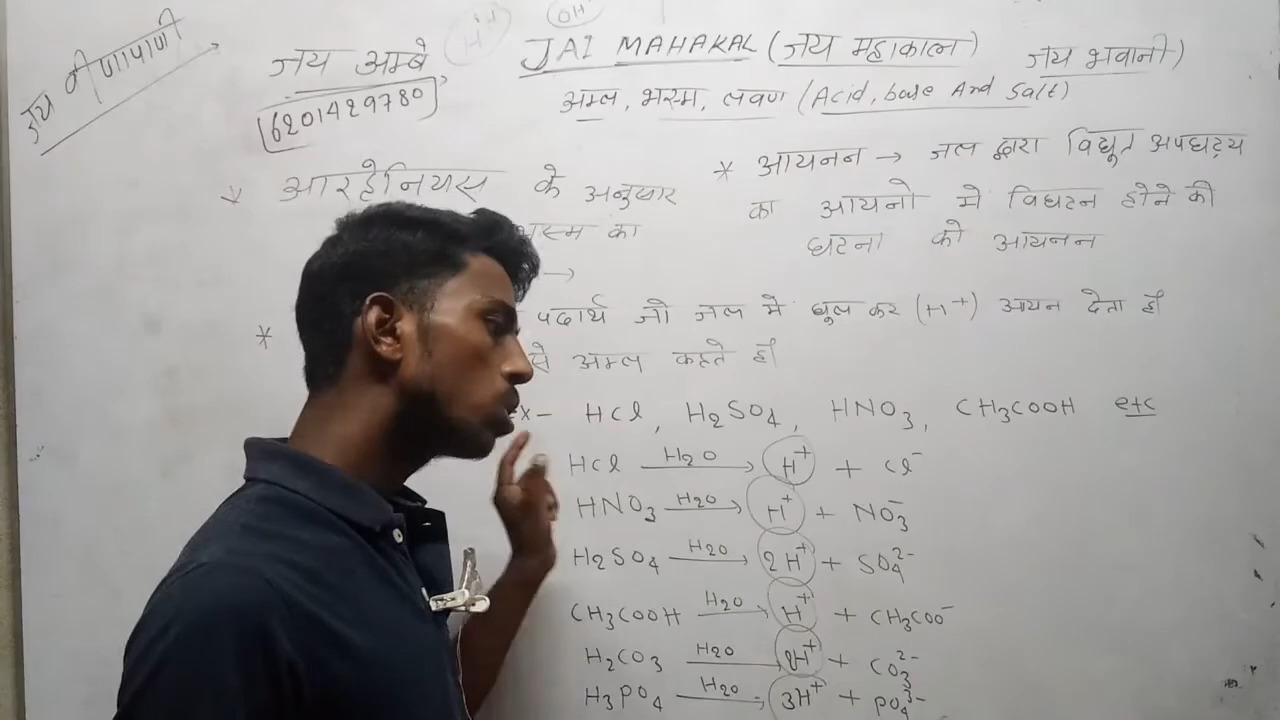 H+ OH-
जय वीणापाणी
जय अम्बे
JAI MAHAKAL (जय महाकाल) जय भवानी)
6201429780
अम्ल, भस्म, लवण (Acid, base And Salt)
* आरहेनियस के अनुसार
भस्म का
→
* आयनन → जल द्वारा विद्युत अपघट्य
का आयनो मे विघटन होने की
घटना को आयनन
* पदार्थ जो जल मे घुल कर (H+) आयन देता हैं
से अम्ल कहते हैं
Ex- HCl, H₂SO₄, HNO₃, CH₃COOH etc
HCl —H₂O→ H⁺ + Cl⁻
HNO₃ —H₂O→ H⁺ + NO₃⁻
H₂SO₄ —H₂O→ 2H⁺ + SO₄²⁻
CH₃COOH —H₂O→ H⁺ + CH₃COO⁻
H₂CO₃ —H₂O→ 2H⁺ + CO₃²⁻
H₃PO₄ —H₂O→ 3H⁺ + PO₄³⁻